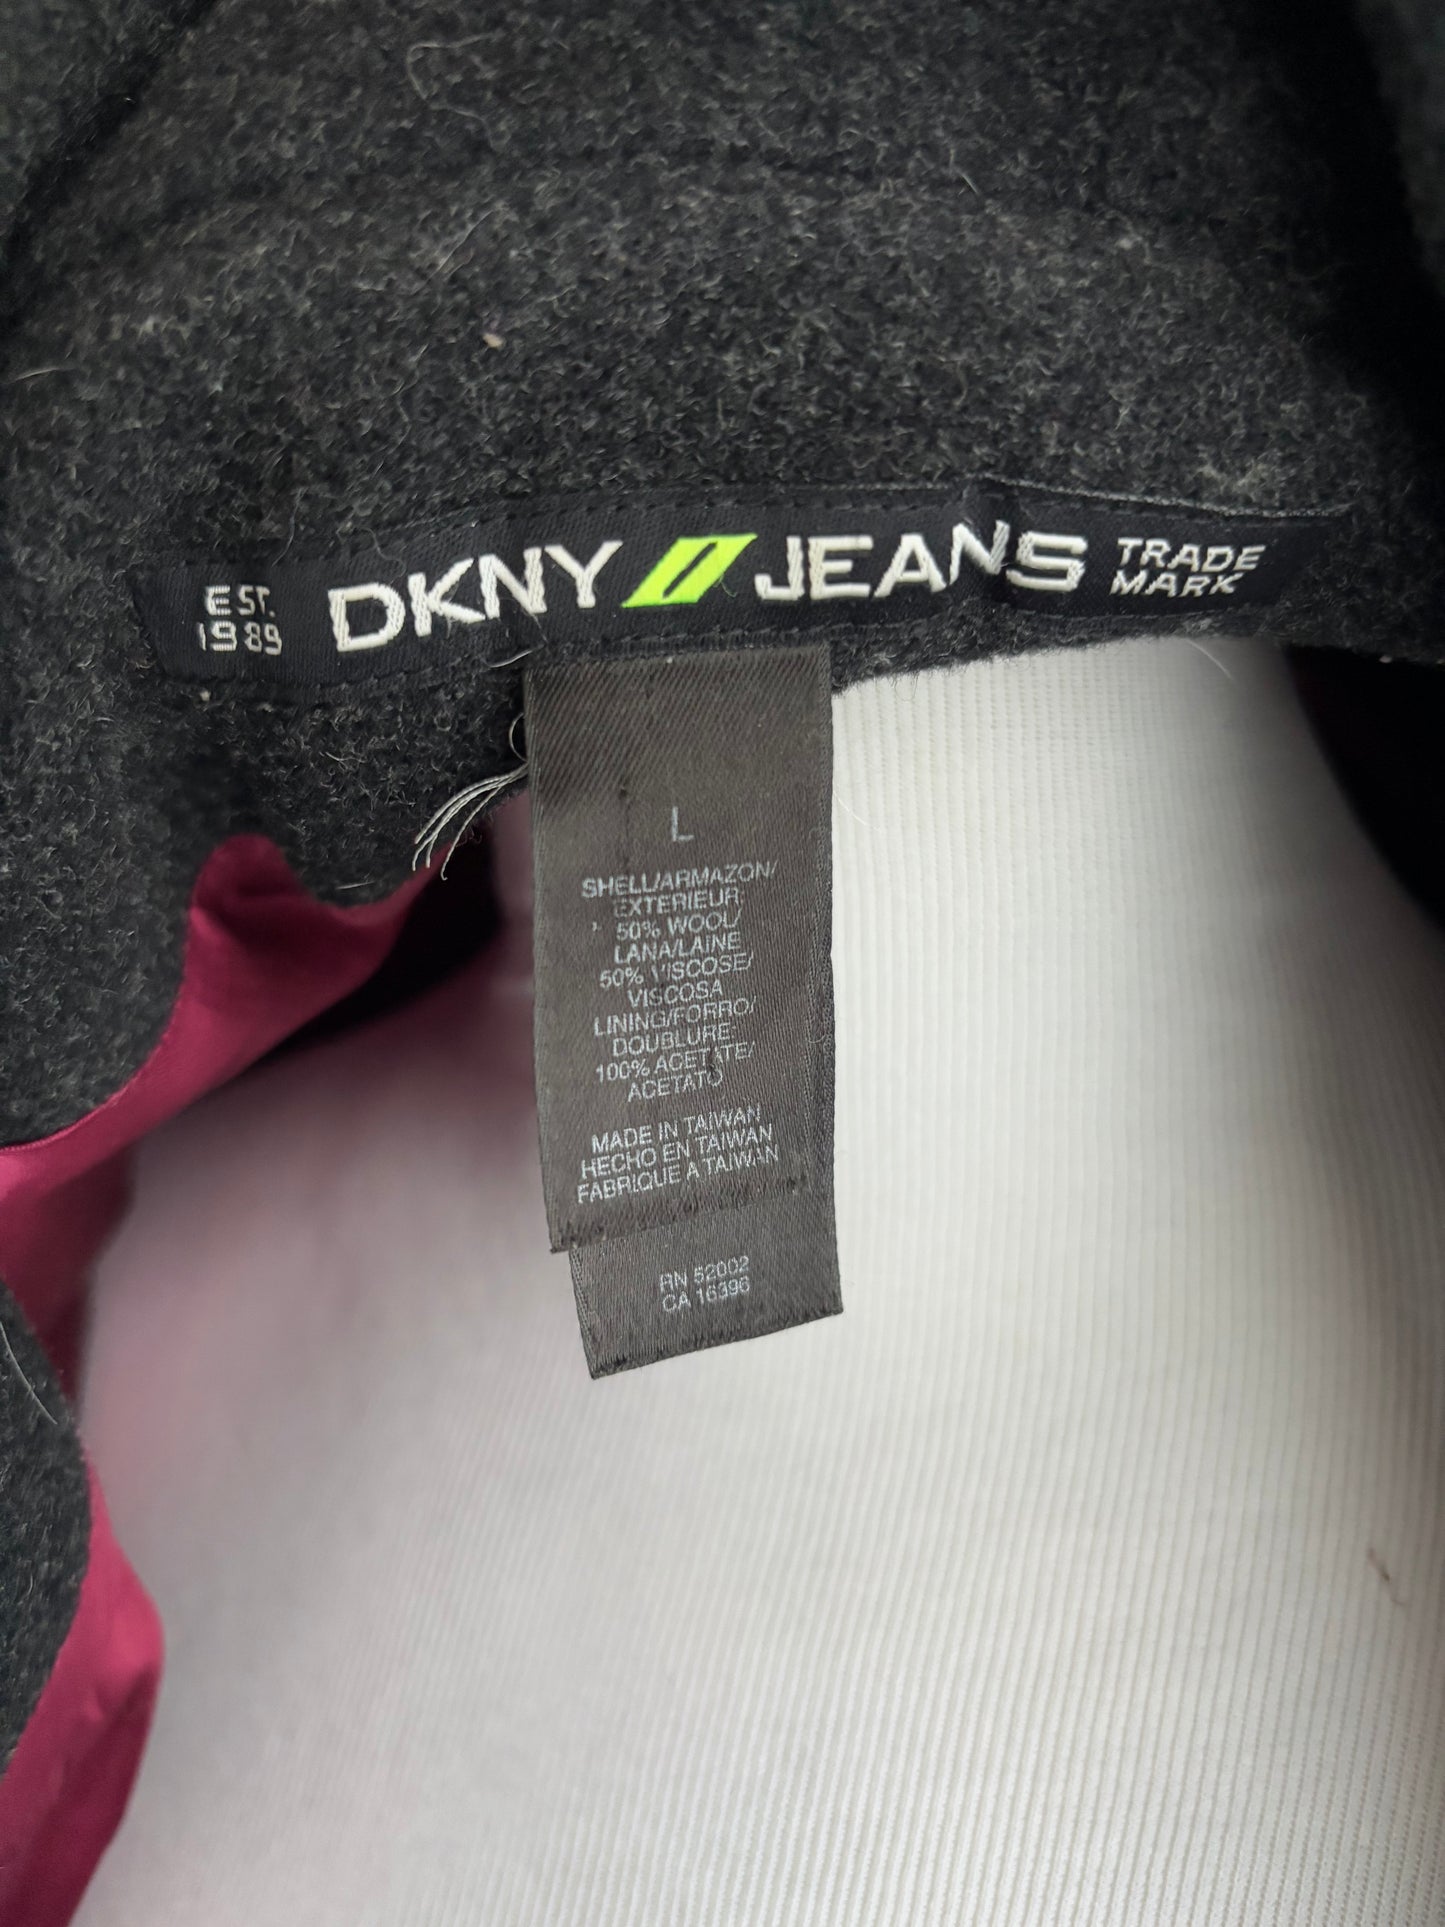 EST. 1989 DKNY JEANS TRADE MARK
L
SHELL/ARMAZON/
EXTERIEUR:
50% WOOL/
LANA/LAINE
50% VISCOSE/
VISCOSA
LINING/FORRO/
DOUBLURE:
100% ACETATE/
ACETATO
MADE IN TAIWAN
HECHO EN TAIWAN
FABRIQUE A TAIWAN
RN 52002
CA 16396